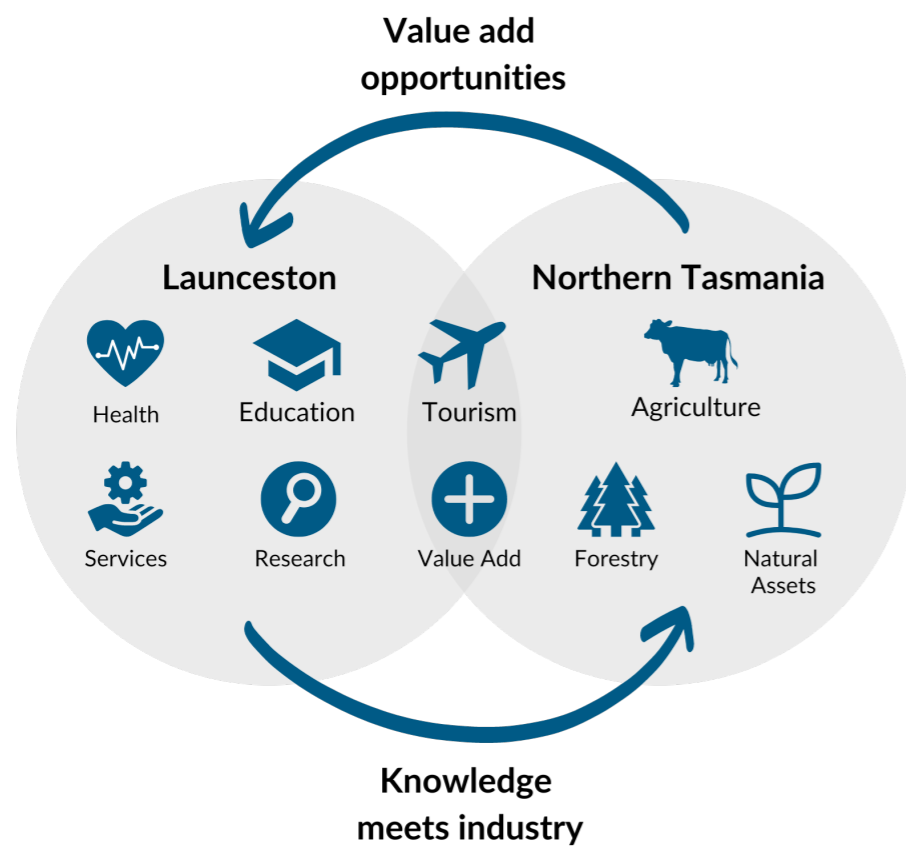 Value add
opportunities
Launceston
Northern Tasmania
Health
Education
Tourism
Agriculture
Services
Research
Value Add
Forestry
Natural
Assets
Knowledge
meets industry